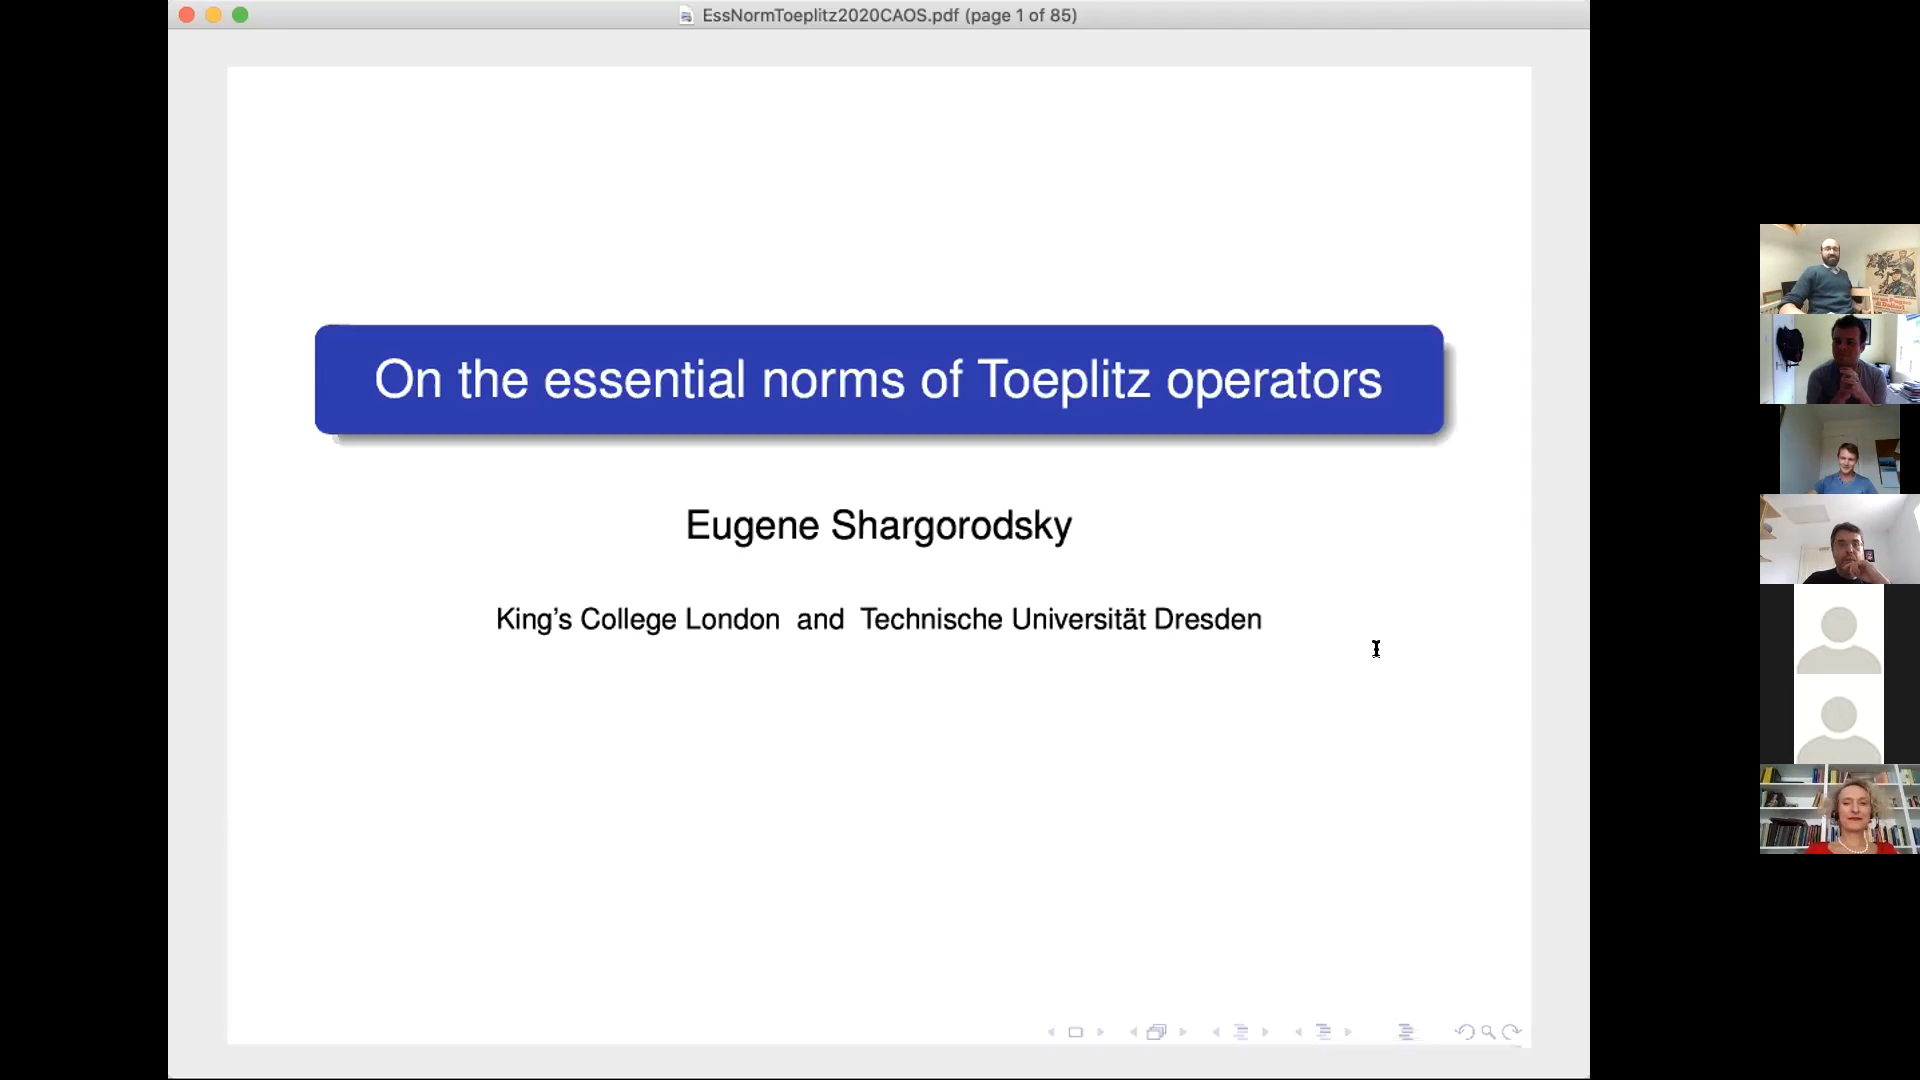 EssNormToeplitz2020CAOS.pdf (page 1 of 85)
On the essential norms of Toeplitz operators
Eugene Shargorodsky
King's College London and Technische Universität Dresden